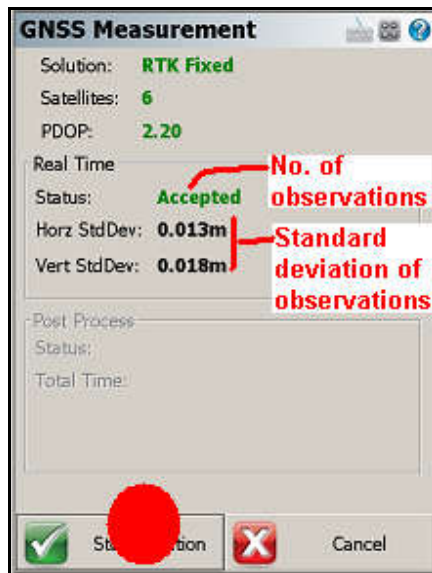 GNSS Measurement
Solution: RTK Fixed
Satellites: 6
PDOP: 2.20
Real Time
Status: Accepted
Horz StdDev: 0.013m
Vert StdDev: 0.018m
No. of
observations
Standard
deviation of
observations
Post Process
Status:
Total Time:
Cancel